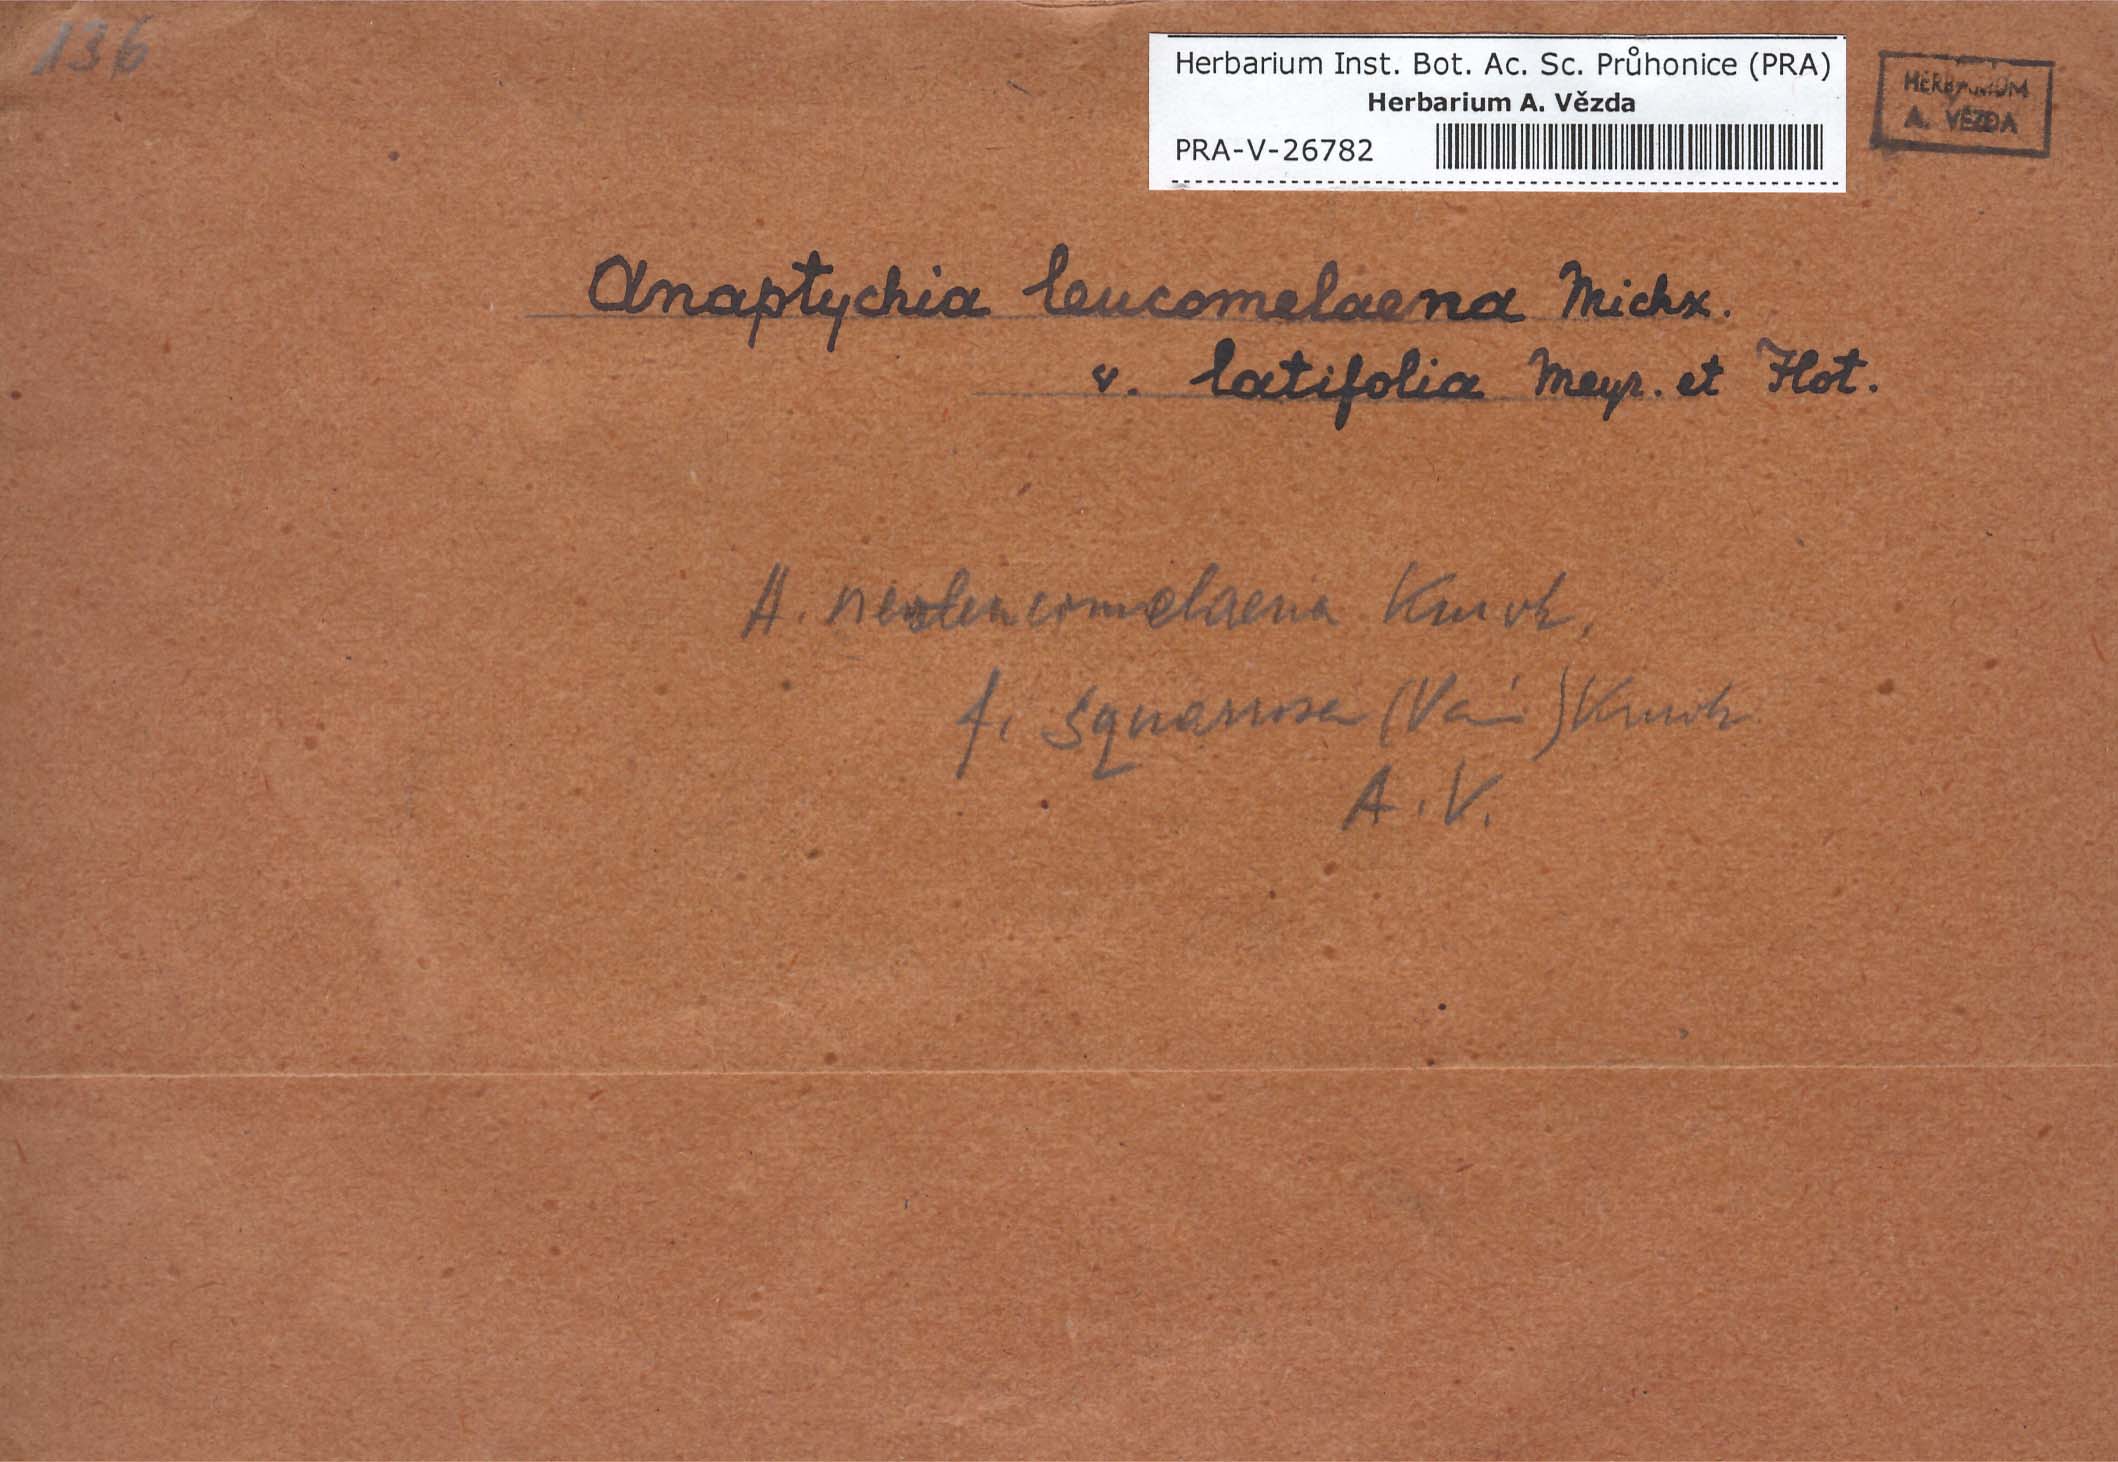 136
Herbarium Inst. Bot. Ac. Sc. Průhonice (PRA)
Herbarium A. Vězda
PRA-V-26782
HERBARIUM
A. VĚZDA
Anaptychia leucomelaena Michx.
v. latifolia Meyr. et Flot.
A. neoleucomelaena Kurok.
f. squarrosa (Vain) Kurok
A. V.